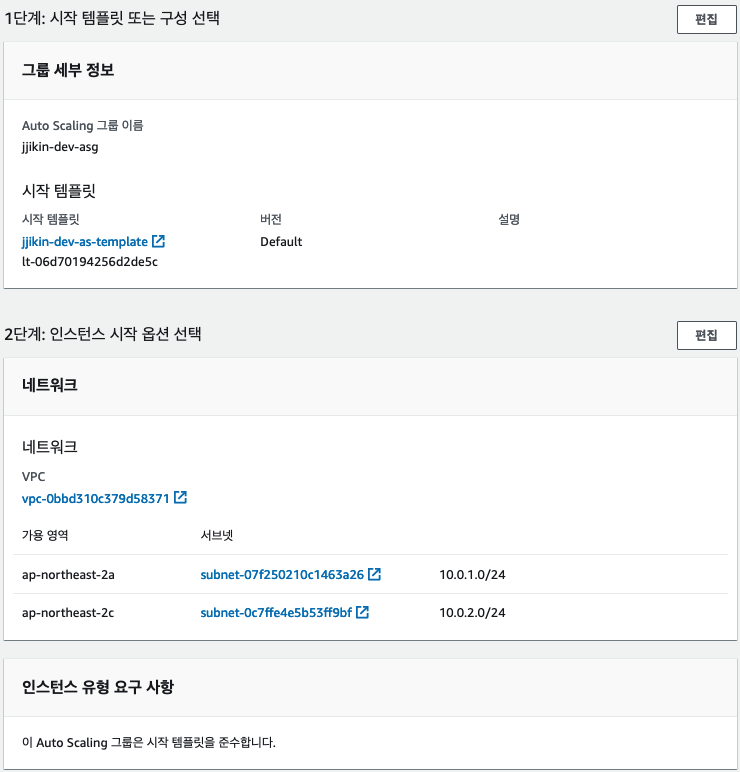 1단계: 시작 템플릿 또는 구성 선택
편집
그룹 세부 정보
Auto Scaling 그룹 이름
jjikin-dev-asg
시작 템플릿
시작 템플릿 버전 설명
jjikin-dev-as-template Default
lt-06d70194256d2de5c
2단계: 인스턴스 시작 옵션 선택
편집
네트워크
네트워크
VPC
vpc-0bbd310c379d58371
가용 영역 서브넷
ap-northeast-2a subnet-07f250210c1463a26 10.0.1.0/24
ap-northeast-2c subnet-0c7ffe4e5b53ff9bf 10.0.2.0/24
인스턴스 유형 요구 사항
이 Auto Scaling 그룹은 시작 템플릿을 준수합니다.